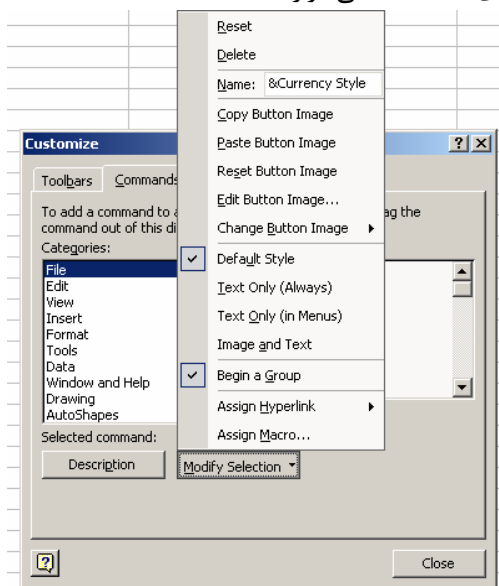 Reset
Delete
Name: &Currency Style
Copy Button Image
Paste Button Image
Reset Button Image
Edit Button Image...
Change Button Image
Default Style
Text Only (Always)
Text Only (in Menus)
Image and Text
Begin a Group
Assign Hyperlink
Assign Macro...
Customize
Toolbars Commands
To add a command to a ag the
command out of this di
Categories:
File
Edit
View
Insert
Format
Tools
Data
Window and Help
Drawing
AutoShapes
Selected command:
Description Modify Selection
Close